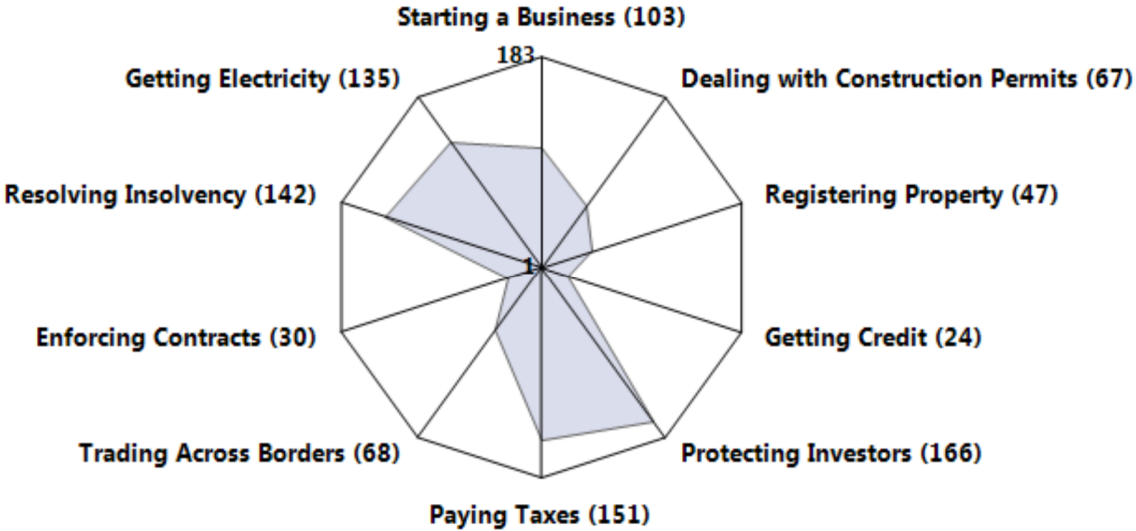 Starting a Business (103)
183
Getting Electricity (135)
Dealing with Construction Permits (67)
Resolving Insolvency (142)
Registering Property (47)
1
Enforcing Contracts (30)
Getting Credit (24)
Trading Across Borders (68)
Protecting Investors (166)
Paying Taxes (151)